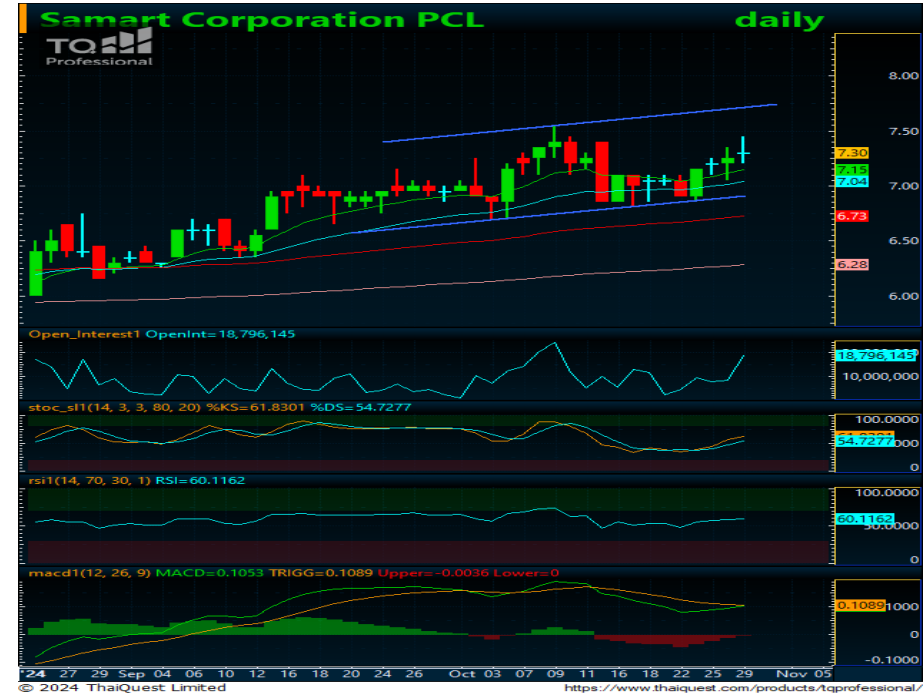 Samart Corporation PCL daily
TQ
Professional
8.00
7.50
7.30
7.15
7.04
7.00
6.73
6.50
6.28
6.00
Open_Interest1 OpenInt=18,796,145
18,796,145
10,000,000
stoc_sl1(14, 3, 3, 80, 20) %KS=61.8301 %DS=54.7277
100.0000
54.7277
0
rsi1(14, 70, 30, 1) RSI=60.1162
100.0000
60.1162
50.0000
0
macd1(12, 26, 9) MACD=0.1053 TRIGG=0.1089 Upper=-0.0036 Lower=0
0.1089
0
-0.1000
'24 27 29 Sep 04 06 10 12 16 18 20 24 26 Oct 03 07 09 11 15 17 21 25 29 Nov 05
© 2024 ThaiQuest Limited https://www.thaiquest.com/products/tqprofessional/